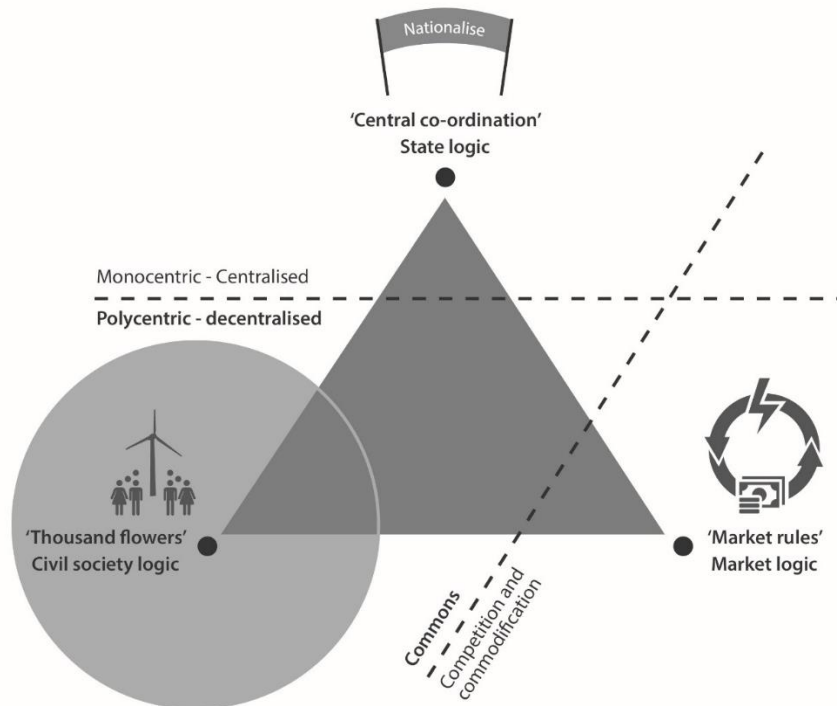 Nationalise
‘Central co-ordination’
State logic
Monocentric - Centralised
Polycentric - decentralised
‘Thousand flowers’
Civil society logic
‘Market rules’
Market logic
Commons
Competition and
commodification